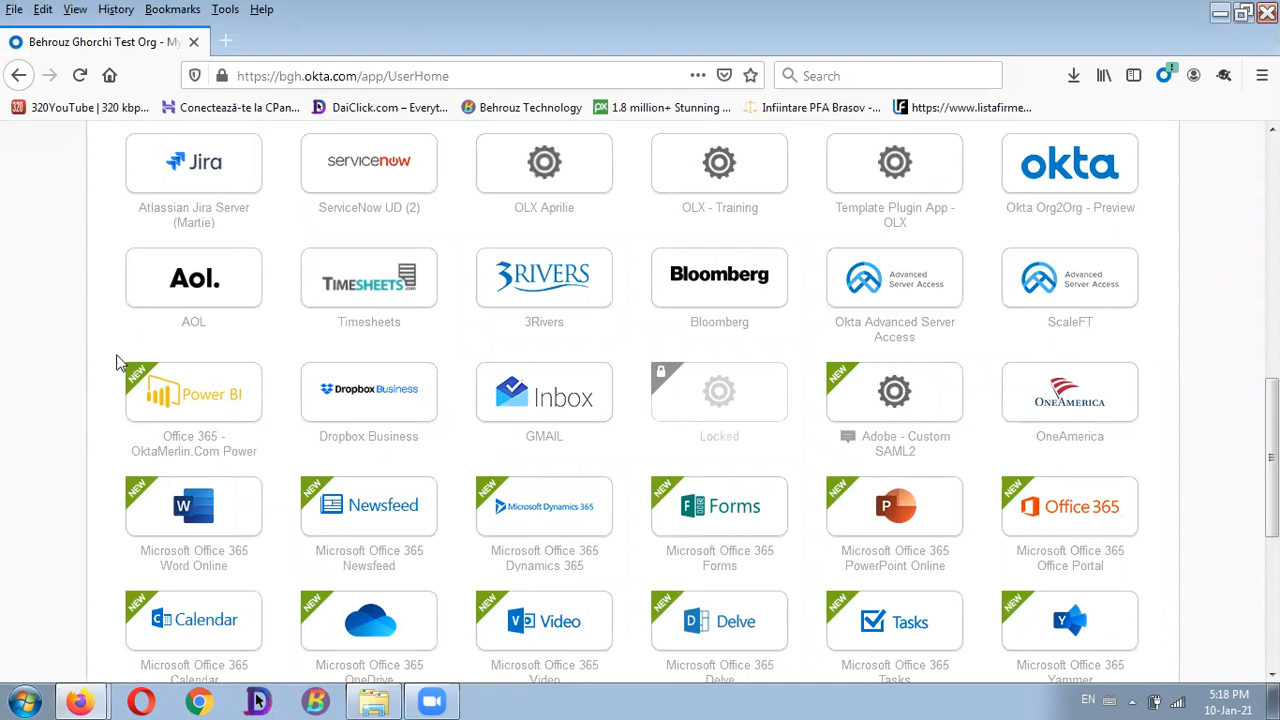 File Edit View History Bookmarks Tools Help
Behrouz Ghorchi Test Org - My
https://bgh.okta.com/app/UserHome
Search
320 320YouTube | 320 kbp...
Conectează-te la CPan...
DaiClick.com – Everyt...
Behrouz Technology
px 1.8 million+ Stunning ...
Infiintare PFA Brasov -...
https://www.listafirme...
Jira
servicenow
okta
Atlassian Jira Server
(Martie)
ServiceNow UD (2)
OLX Aprilie
OLX - Training
Template Plugin App -
OLX
Okta Org2Org - Preview
Aol.
TIMESHEETS.com
3RIVERS
Bloomberg
Advanced
Server Access
Advanced
Server Access
AOL
Timesheets
3Rivers
Bloomberg
Okta Advanced Server
Access
ScaleFT
NEW
Power BI
Dropbox Business
Inbox
NEW
ONEAMERICA
Office 365 -
OktaMerlin.Com Power
Dropbox Business
GMAIL
Locked
Adobe - Custom
SAML2
OneAmerica
NEW
W
NEW
Newsfeed
NEW
Microsoft Dynamics 365
NEW
F Forms
NEW
P
NEW
Office 365
Microsoft Office 365
Word Online
Microsoft Office 365
Newsfeed
Microsoft Office 365
Dynamics 365
Microsoft Office 365
Forms
Microsoft Office 365
PowerPoint Online
Microsoft Office 365
Office Portal
NEW
Calendar
NEW
NEW
Video
NEW
D Delve
NEW
Tasks
NEW
Y
Microsoft Office 365
Calendar
Microsoft Office 365
OneDrive
Microsoft Office 365
Video
Microsoft Office 365
Delve
Microsoft Office 365
Tasks
Microsoft Office 365
Yammer
EN
5:18 PM
10-Jan-21